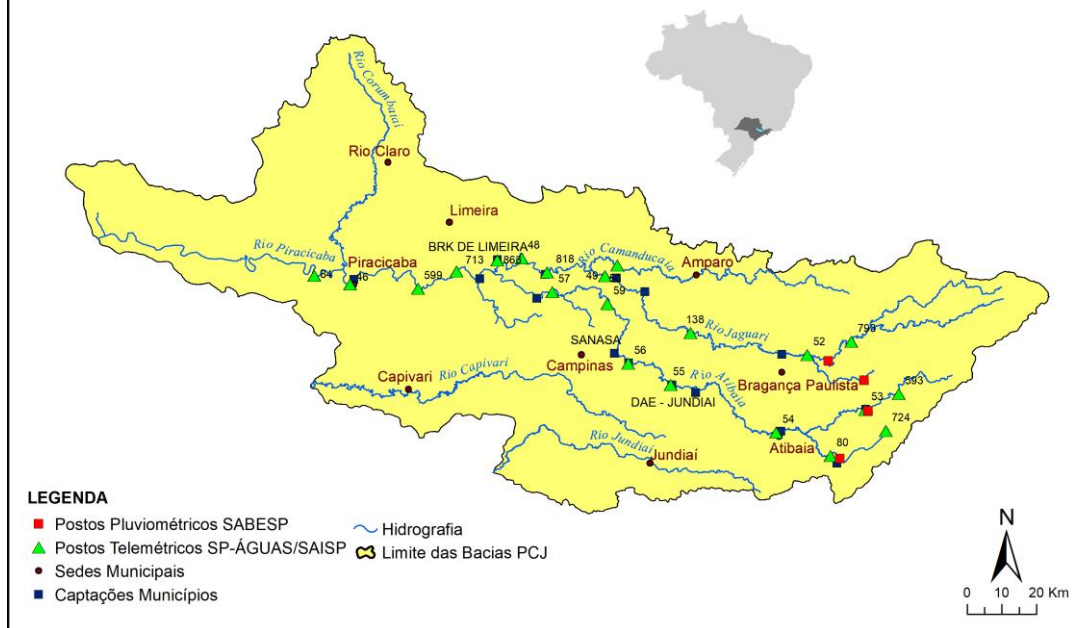 Rio Corumbataí
Rio Claro
Limeira
Rio Piracicaba
Piracicaba
BRK DE LIMEIRA
48
713
868
818
Rio Camanducaia
Amparo
64
46
599
57
49
59
138
Rio Jaguari
52
798
SANASA
Campinas
56
Capivari
Rio Capivari
55
Rio Atibaia
Bragança Paulista
593
53
DAE - JUNDIAI
54
724
Atibaia
80
Rio Jundiaí
Jundiaí
LEGENDA
Postos Pluviométricos SABESP
Postos Telemétricos SP-ÁGUAS/SAISP
Sedes Municipais
Captações Municípios
Hidrografia
Limite das Bacias PCJ
N
0 10 20 Km